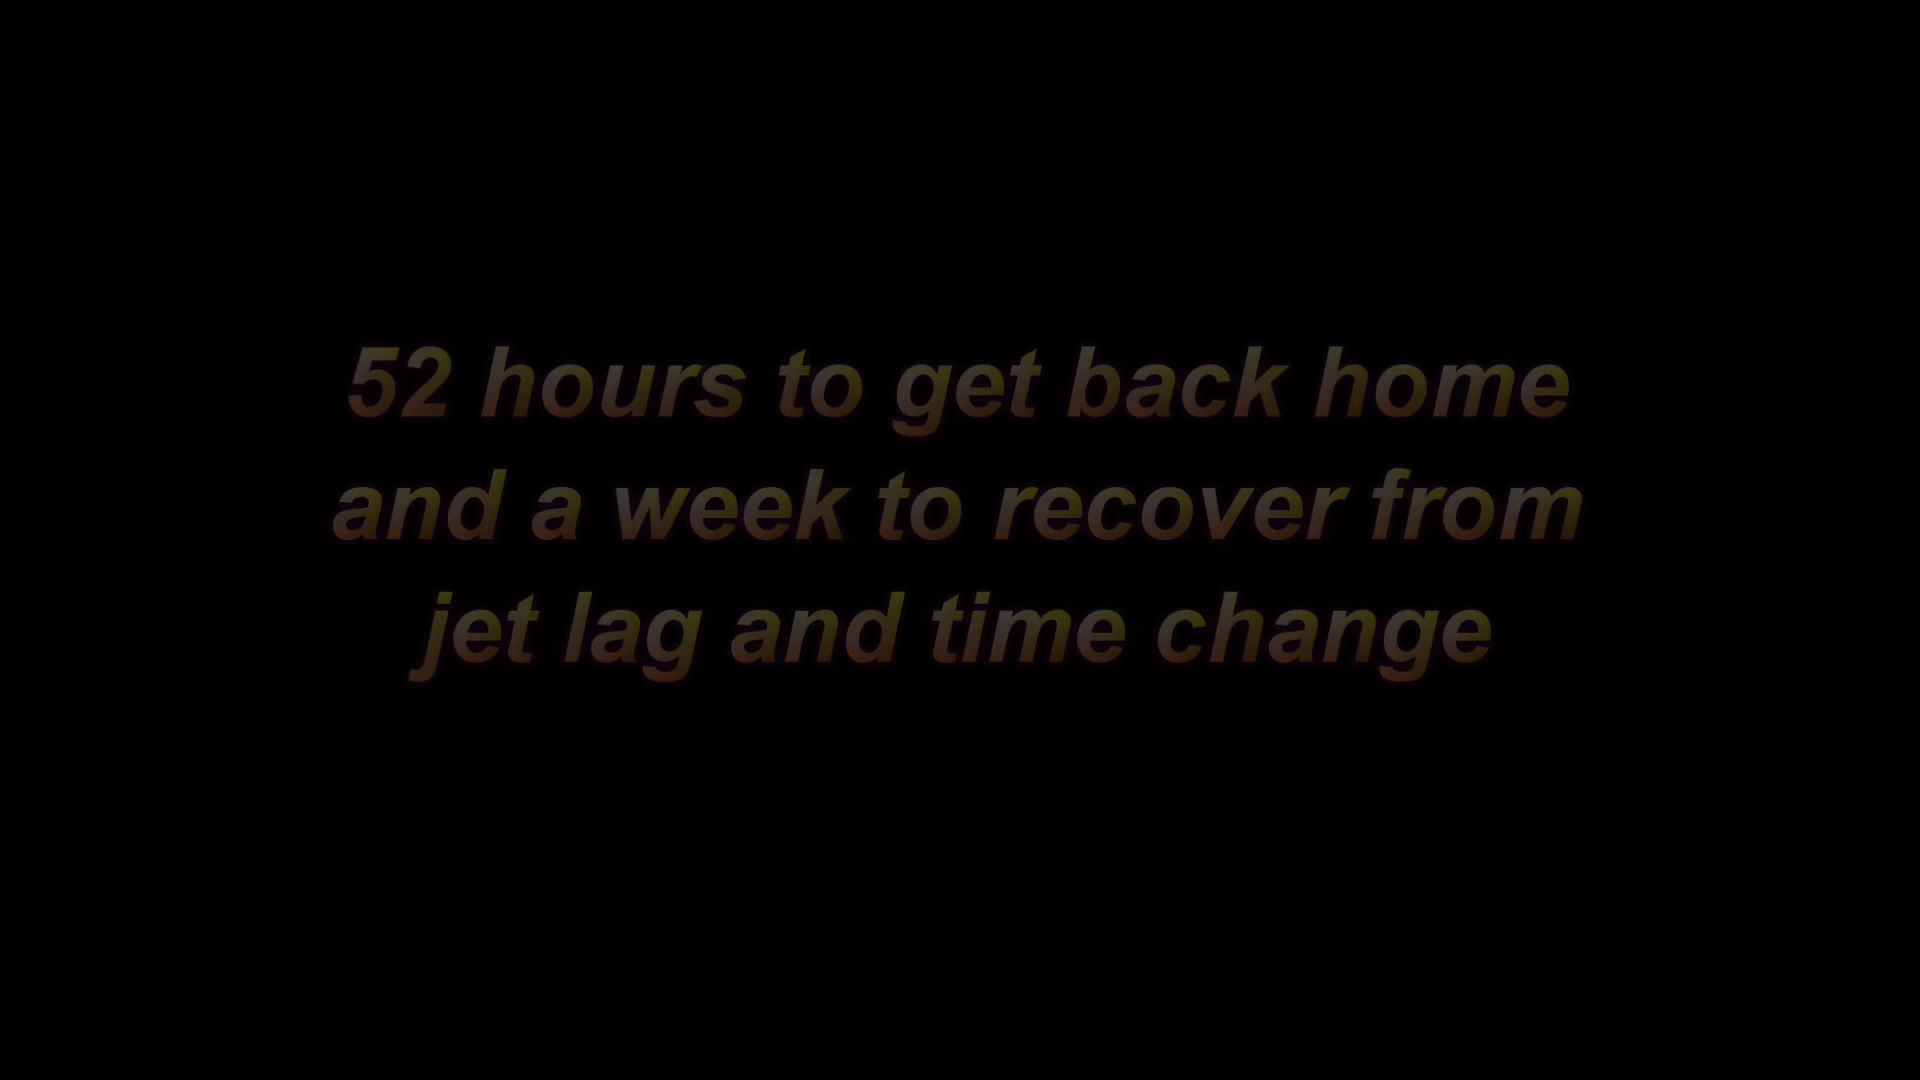 52 hours to get back home
and a week to recover from
jet lag and time change